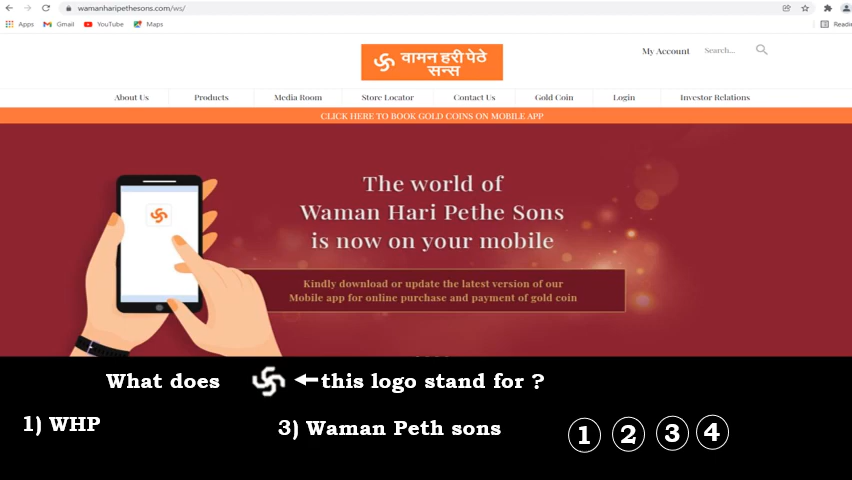 wamanharipethesons.com/ws/
Apps Gmail YouTube Maps
वामन हरी पेठे
सन्स
My Account Search...
About Us Products Media Room Store Locator Contact Us Gold Coin Login Investor Relations
CLICK HERE TO BOOK GOLD COINS ON MOBILE APP
The world of
Waman Hari Pethe Sons
is now on your mobile
Kindly download or update the latest version of our
Mobile app for online purchase and payment of gold coin
What does this logo stand for ?
1) WHP 3) Waman Peth sons 1 2 3 4